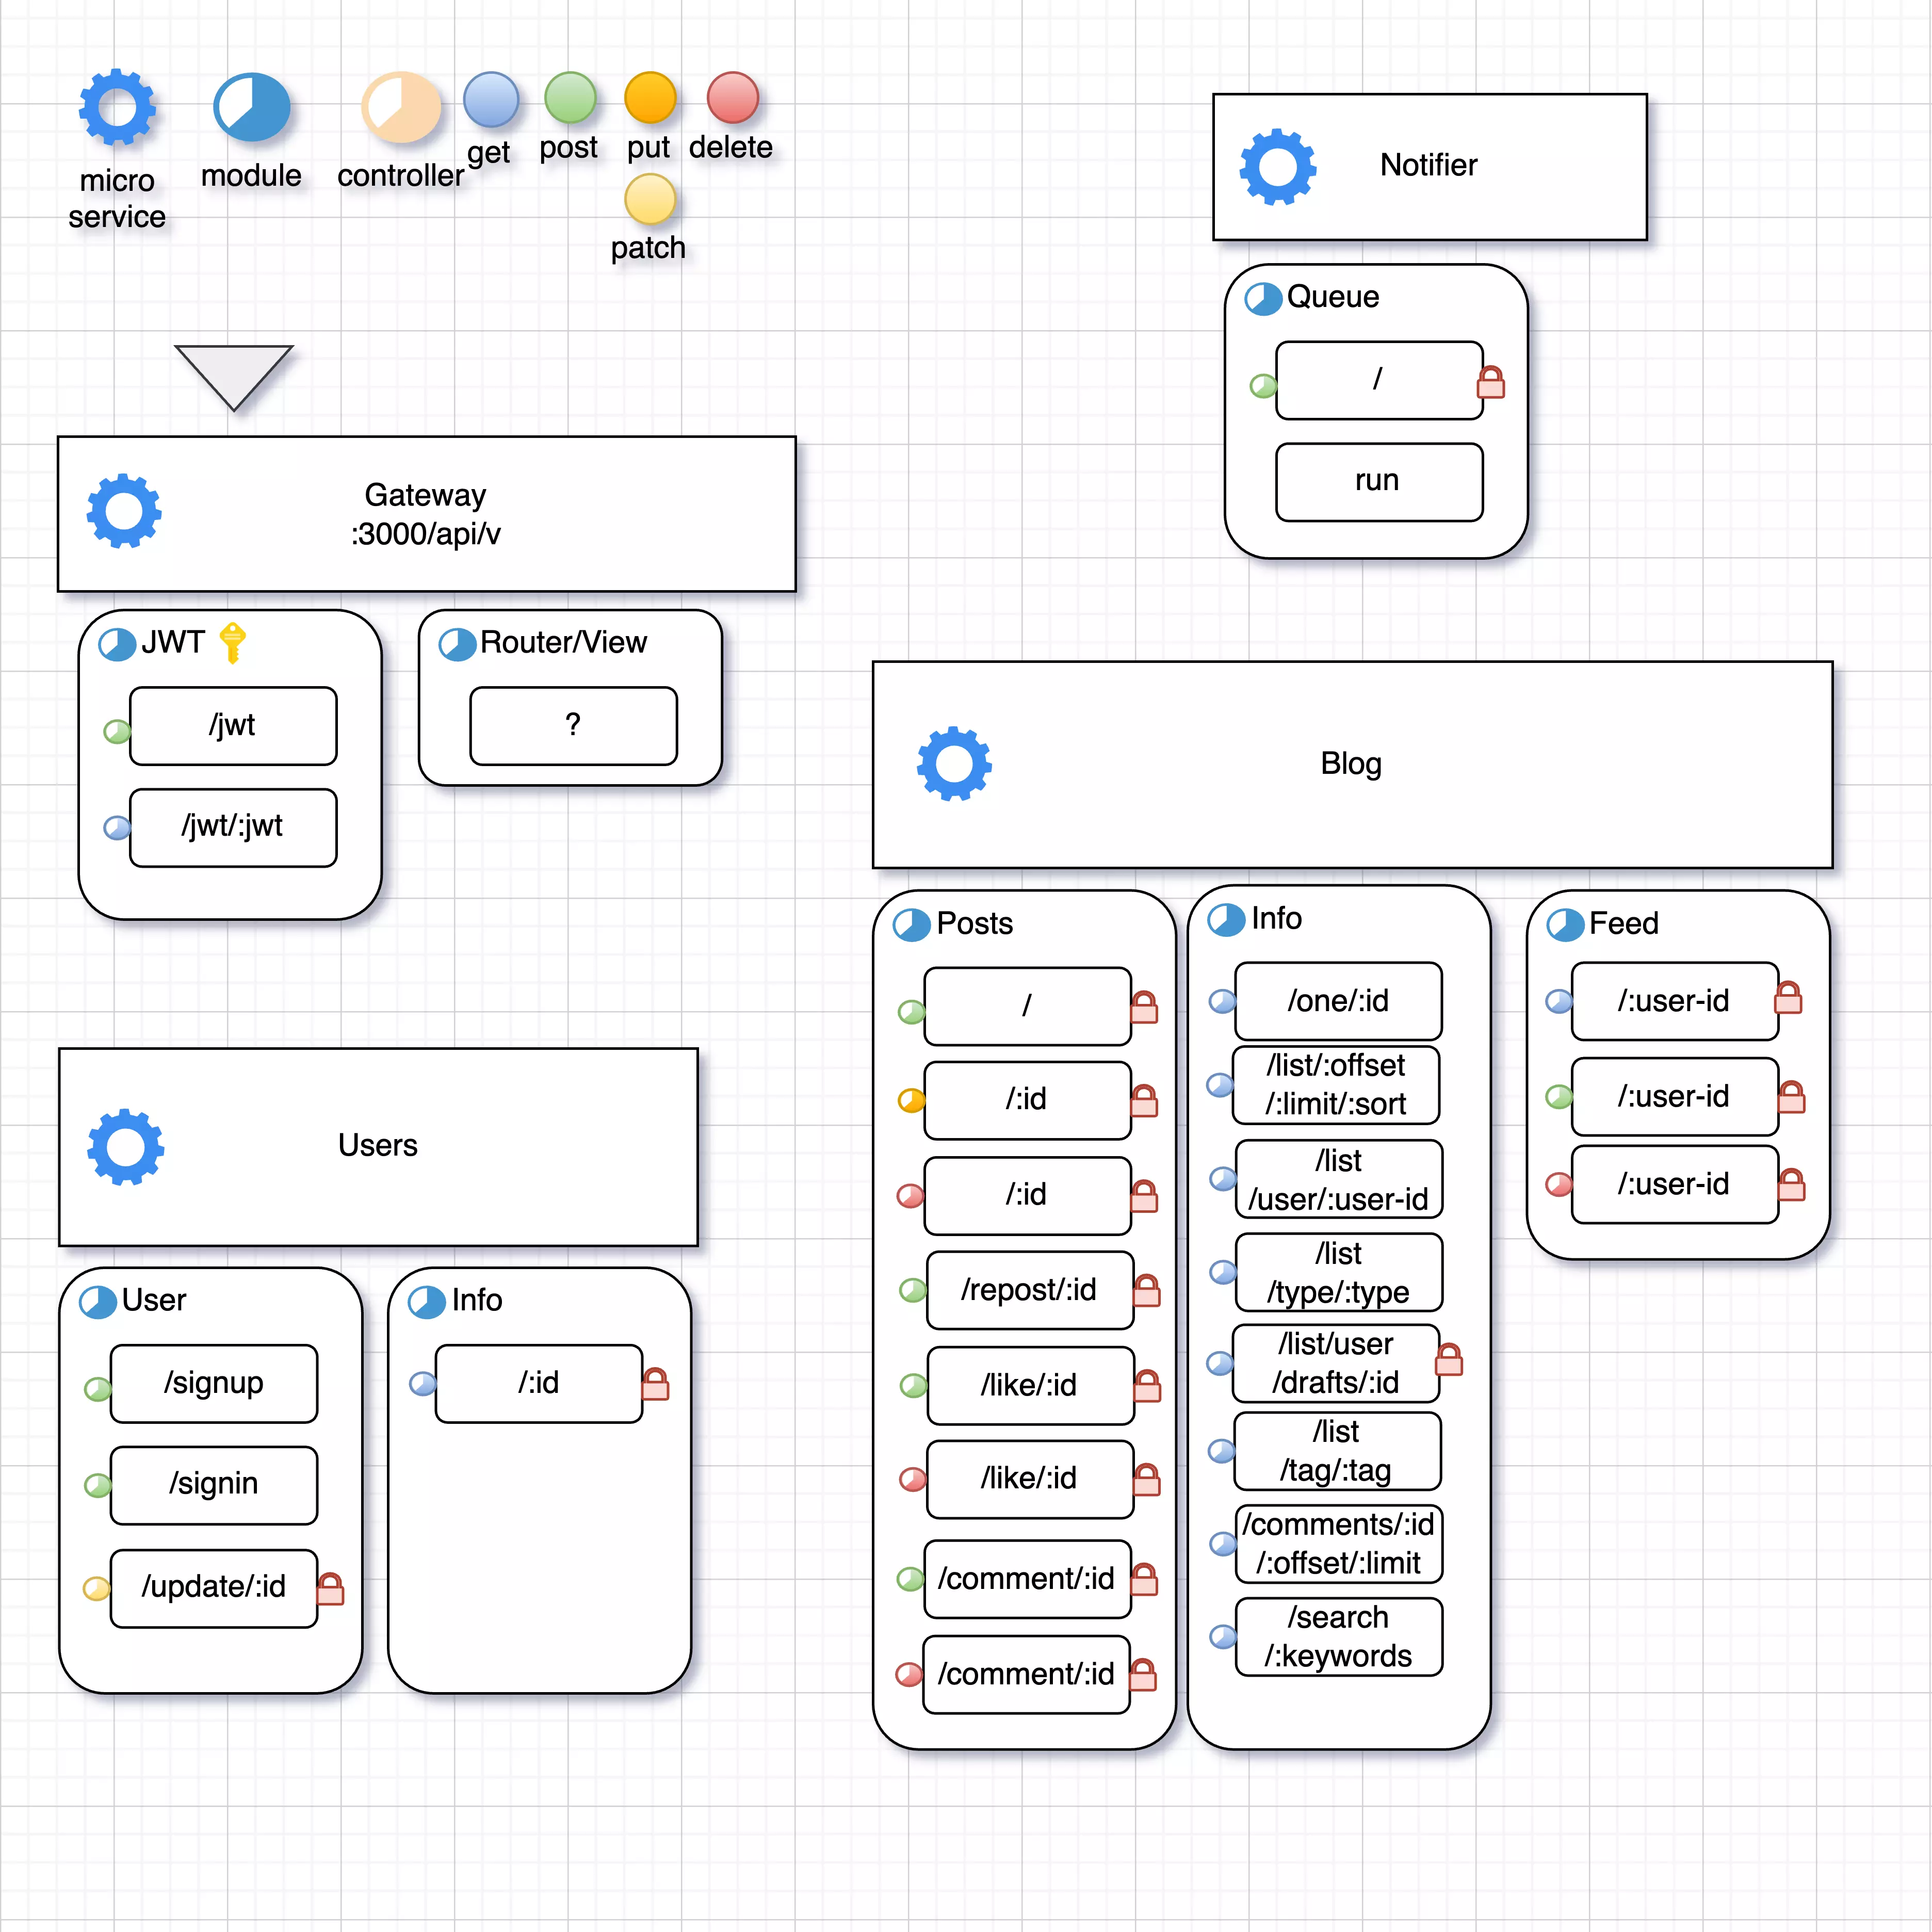 micro
service
module
controller
get
post
put
delete
patch
Notifier
Queue
/
run
Gateway
:3000/api/v
JWT
/jwt
/jwt/:jwt
Router/View
?
Blog
Posts
/
/:id
/:id
/repost/:id
/like/:id
/like/:id
/comment/:id
/comment/:id
Info
/one/:id
/list/:offset
/:limit/:sort
/list
/user/:user-id
/list
/type/:type
/list/user
/drafts/:id
/list
/tag/:tag
/comments/:id
/:offset/:limit
/search
/:keywords
Feed
/:user-id
/:user-id
/:user-id
Users
User
/signup
/signin
/update/:id
Info
/:id